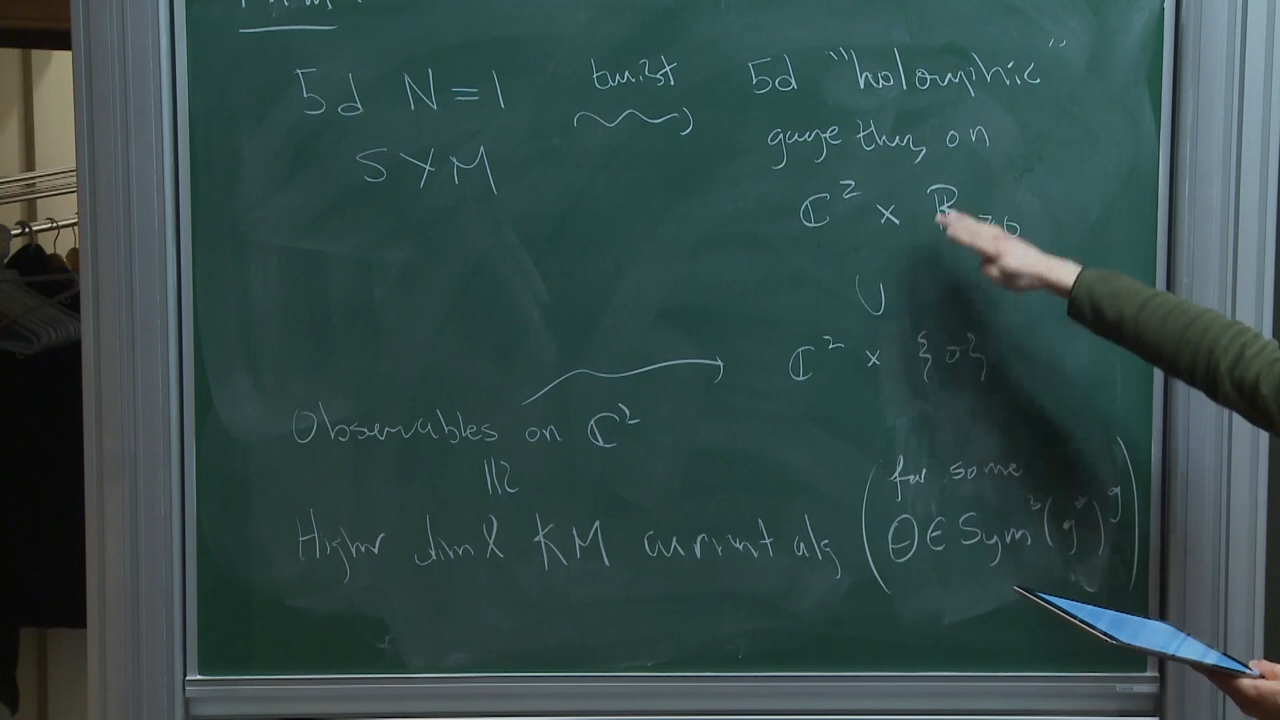 5d N=1 twist 5d "holomphic"
SYM gauge thy on
ℂ² × ℝ≥0
∪
ℂ² × {0}
Observables on ℂ²
Higher dim'l KM current alg (for some
θ ∈ Sym³(g*)^g)